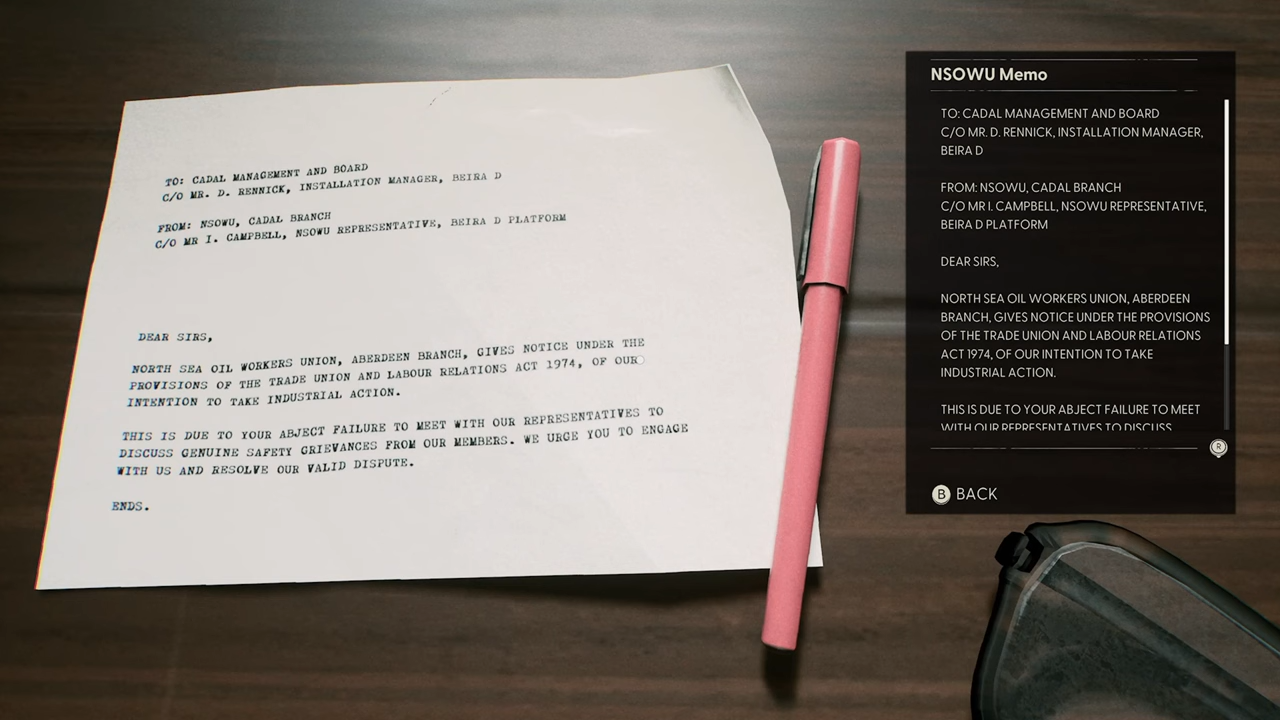 TO: CADAL MANAGEMENT AND BOARD
C/O MR. D. RENNICK, INSTALLATION MANAGER, BEIRA D
FROM: NSOWU, CADAL BRANCH
C/O MR I. CAMPBELL, NSOWU REPRESENTATIVE, BEIRA D PLATFORM
DEAR SIRS,
NORTH SEA OIL WORKERS UNION, ABERDEEN BRANCH, GIVES NOTICE UNDER THE
PROVISIONS OF THE TRADE UNION AND LABOUR RELATIONS ACT 1974, OF OUR
INTENTION TO TAKE INDUSTRIAL ACTION.
THIS IS DUE TO YOUR ABJECT FAILURE TO MEET WITH OUR REPRESENTATIVES TO
DISCUSS GENUINE SAFETY GRIEVANCES FROM OUR MEMBERS. WE URGE YOU TO ENGAGE
WITH US AND RESOLVE OUR VALID DISPUTE.
ENDS.
NSOWU Memo
TO: CADAL MANAGEMENT AND BOARD
C/O MR. D. RENNICK, INSTALLATION MANAGER,
BEIRA D
FROM: NSOWU, CADAL BRANCH
C/O MR I. CAMPBELL, NSOWU REPRESENTATIVE,
BEIRA D PLATFORM
DEAR SIRS,
NORTH SEA OIL WORKERS UNION, ABERDEEN
BRANCH, GIVES NOTICE UNDER THE PROVISIONS
OF THE TRADE UNION AND LABOUR RELATIONS
ACT 1974, OF OUR INTENTION TO TAKE
INDUSTRIAL ACTION.
THIS IS DUE TO YOUR ABJECT FAILURE TO MEET
WITH OUR REPRESENTATIVES TO DISCUSS
R
B BACK